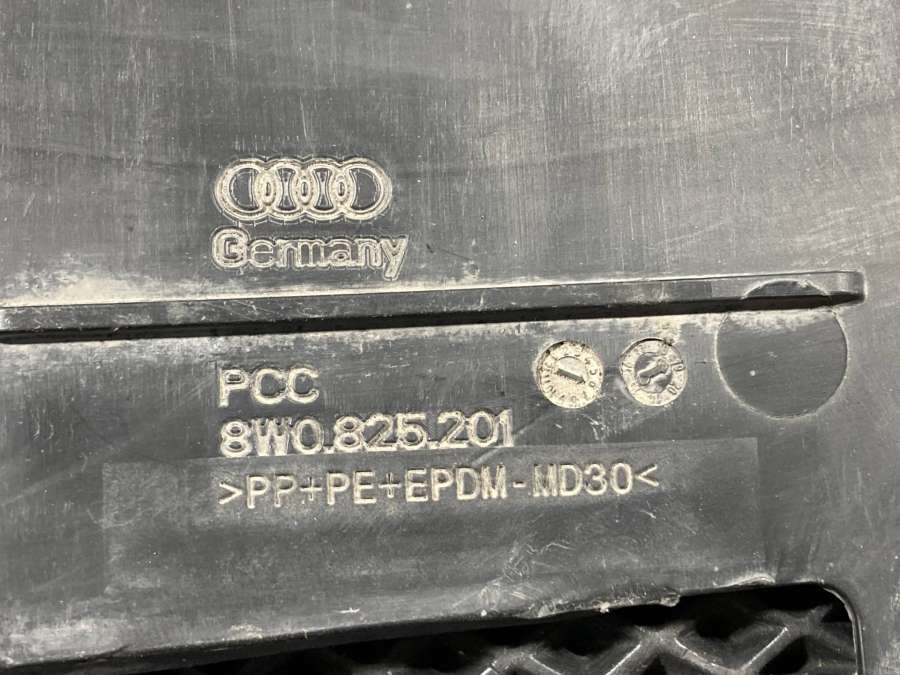 Germany
PCC
8W0.825.201
>PP+PE+EPDM-MD30<